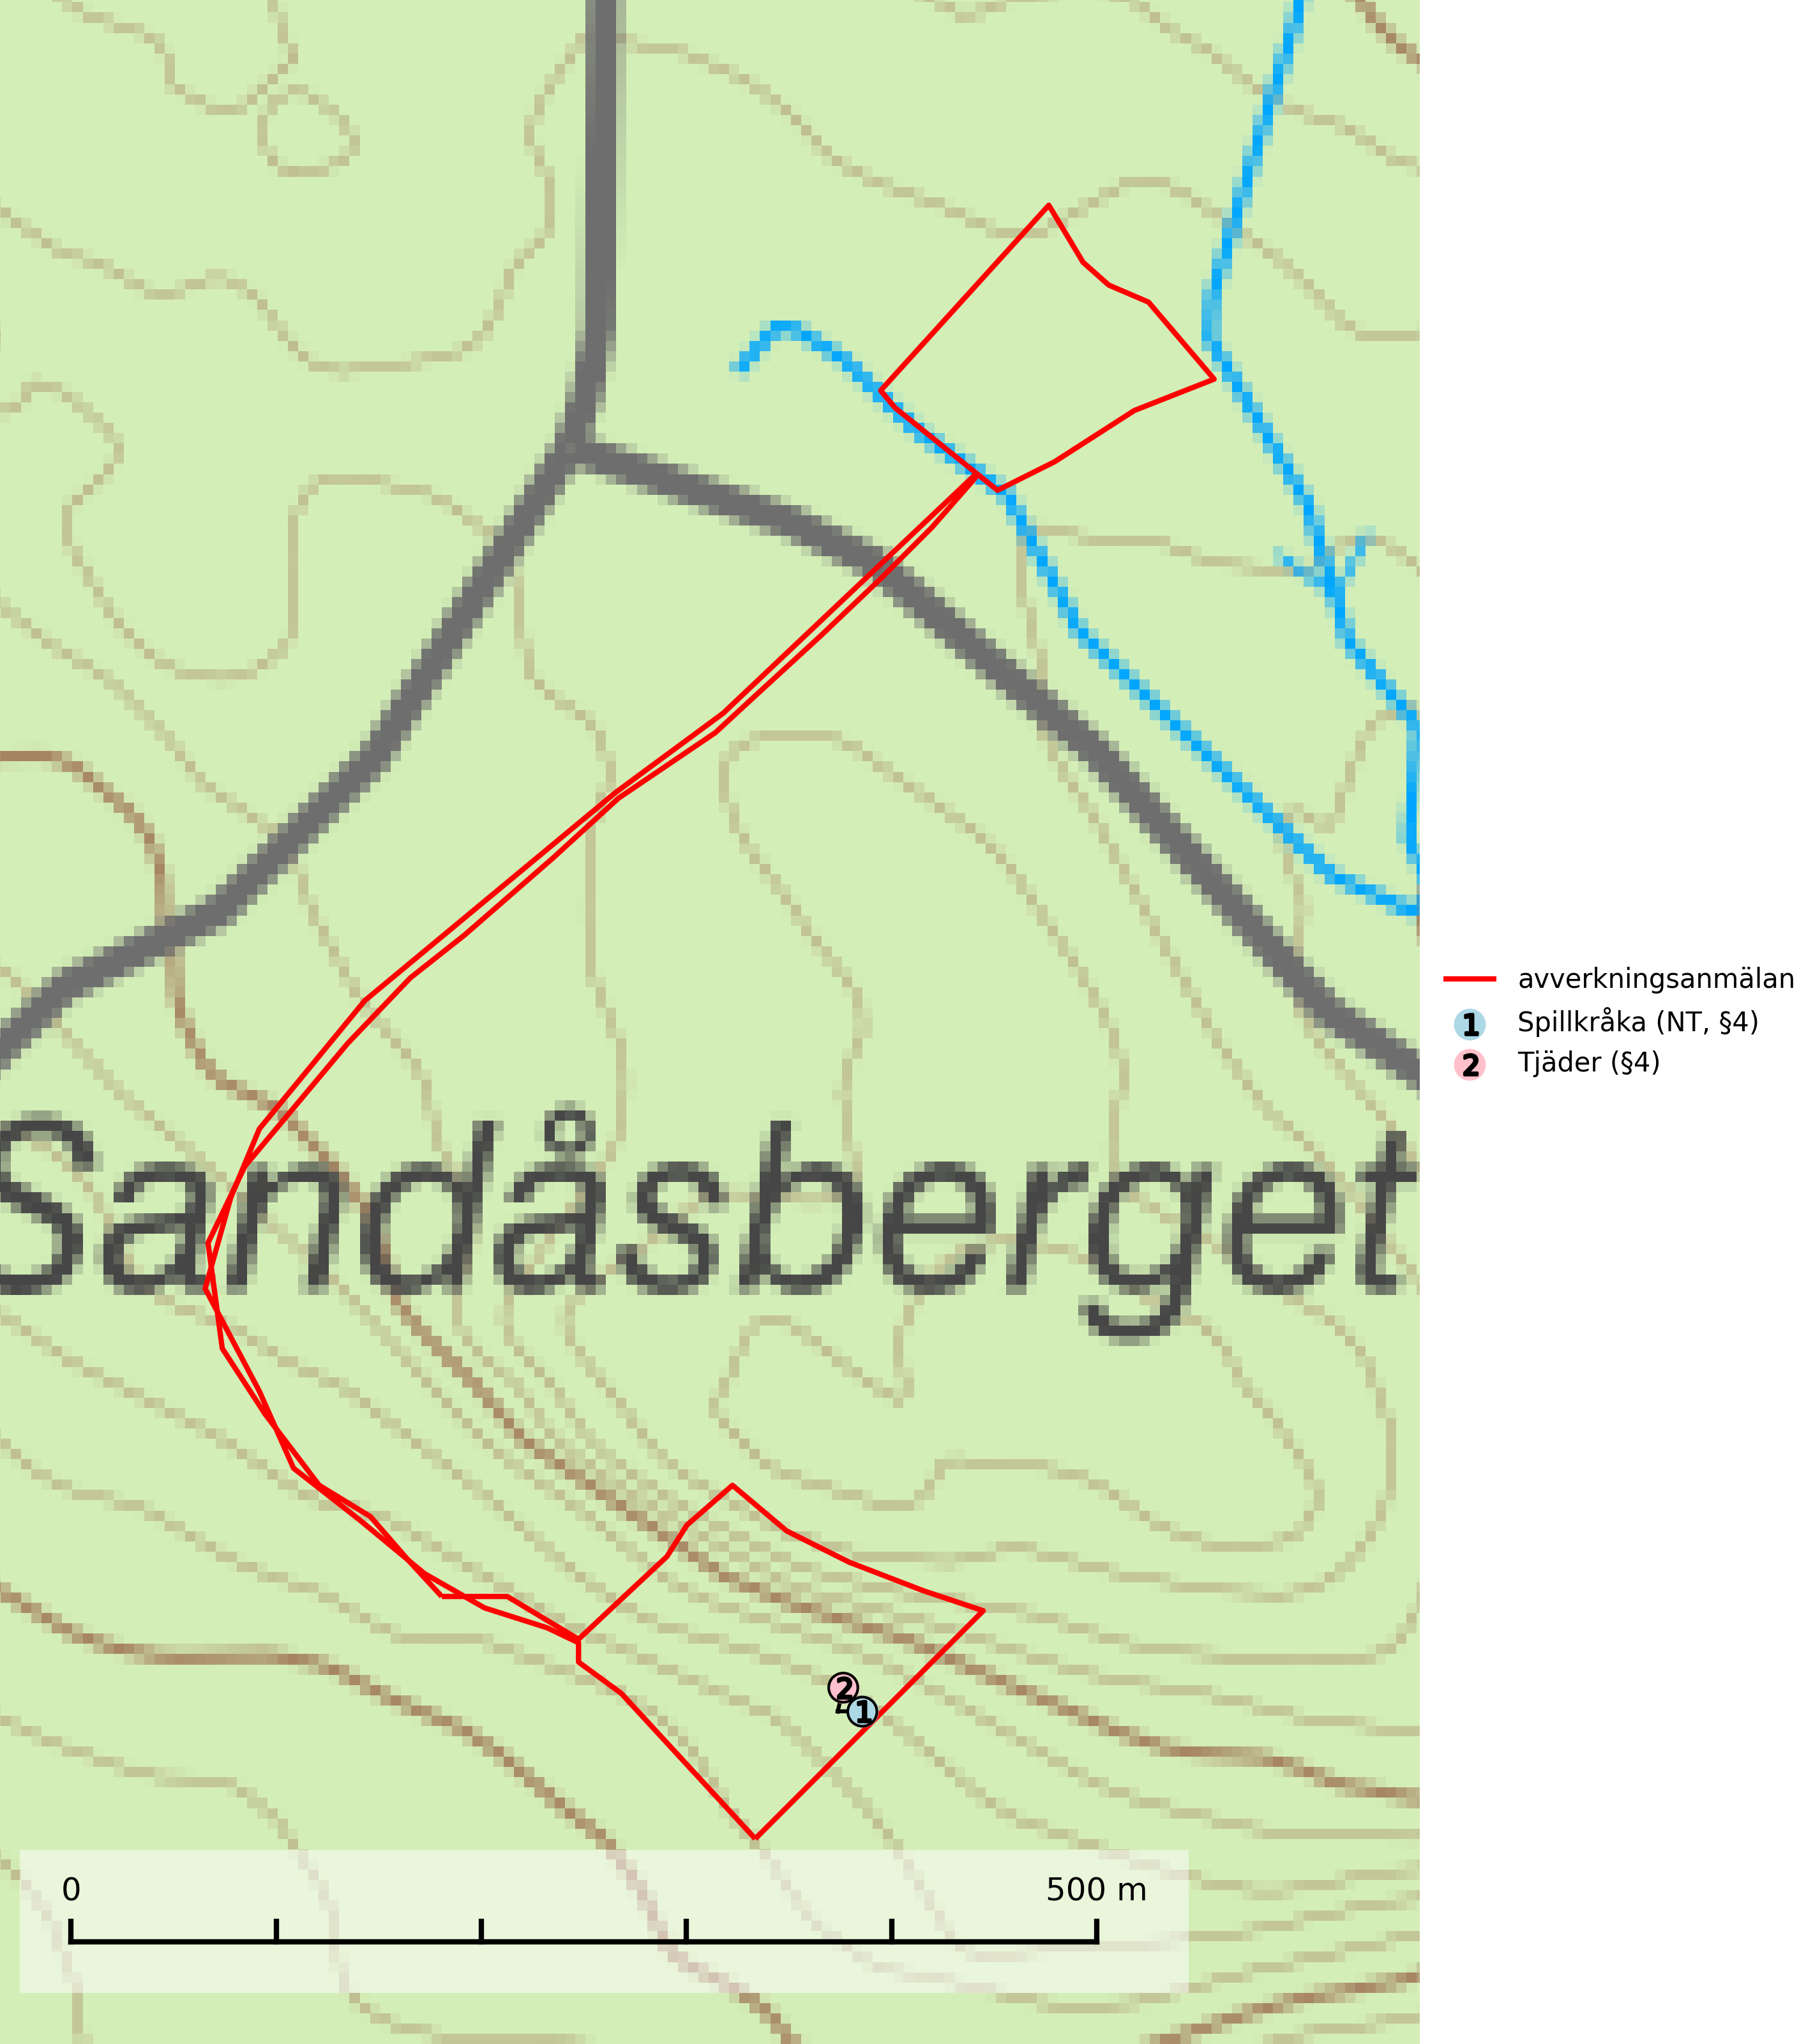 avverkningsanmälan
1 Spillkråka (NT, §4)
2 Tjäder (§4)
Sandåsberget
2
1
0 500 m